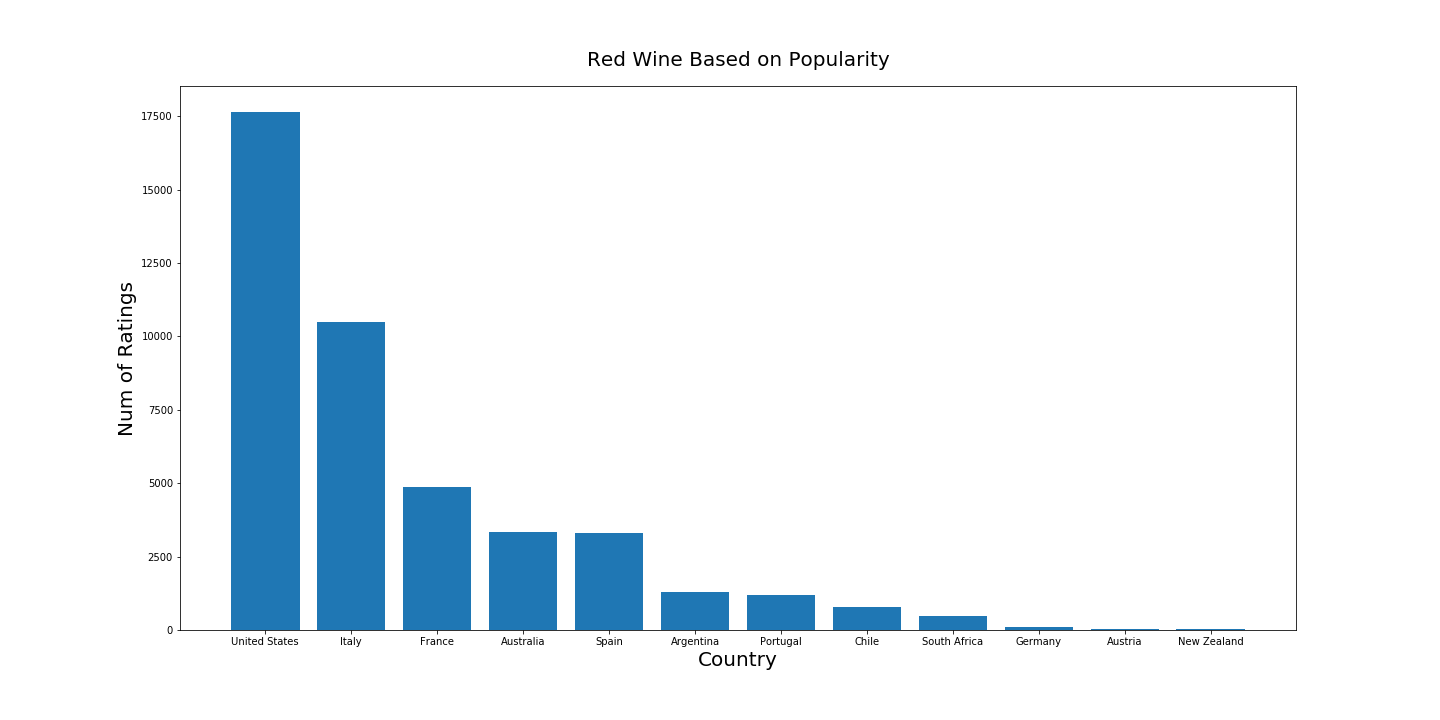 Red Wine Based on Popularity
17500
15000
12500
10000
7500
5000
2500
0
Num of Ratings
United States Italy France Australia Spain Argentina Portugal Chile South Africa Germany Austria New Zealand
Country